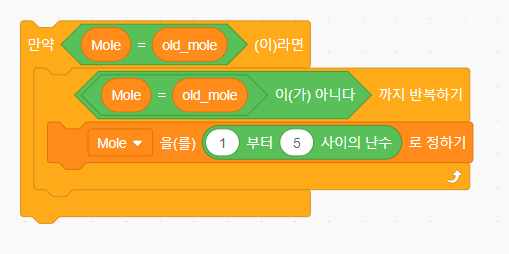 만약 Mole = old_mole (이)라면
Mole = old_mole 이(가) 아니다 까지 반복하기
Mole 을(를) 1 부터 5 사이의 난수 로 정하기